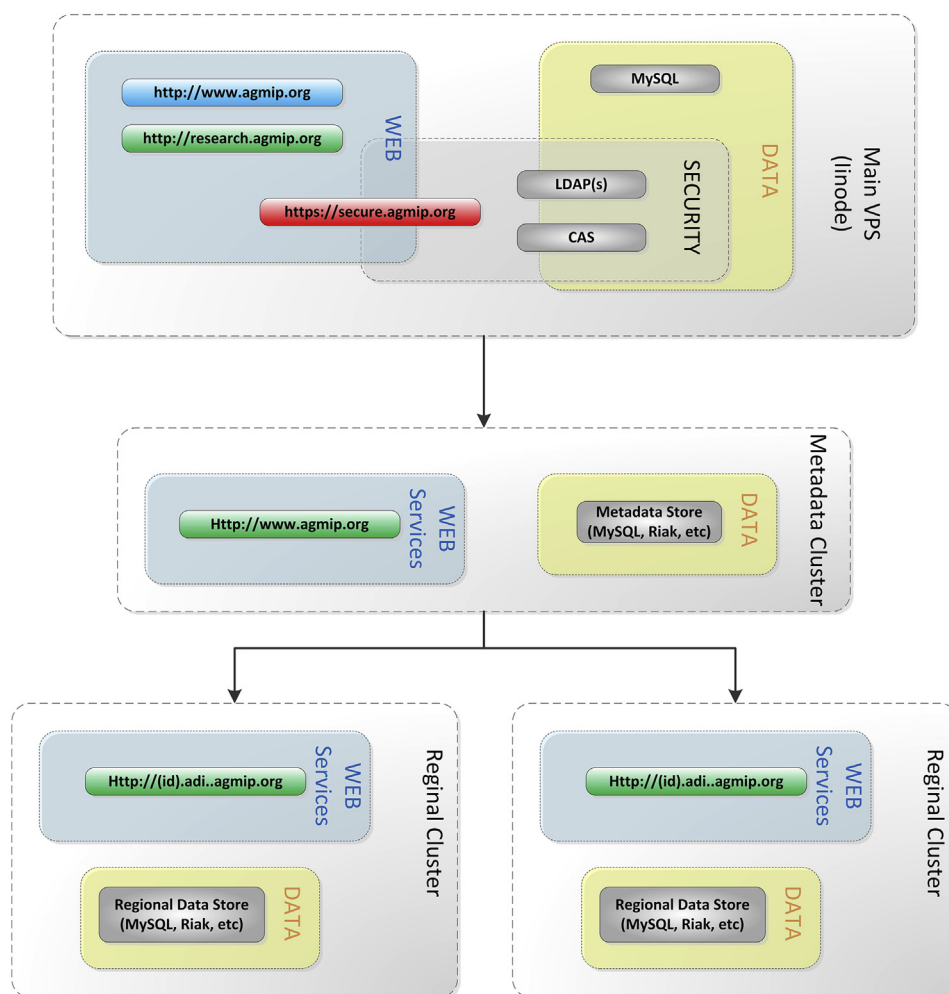 http://www.agmip.org
http://research.agmip.org
https://secure.agmip.org
WEB
MySQL
LDAP(s)
CAS
SECURITY
DATA
Main VPS
(linode)
Http://www.agmip.org
WEB
Services
Metadata Store
(MySQL, Riak, etc)
DATA
Metadata Cluster
Http://(id).adi..agmip.org
WEB
Services
Regional Data Store
(MySQL, Riak, etc)
DATA
Reginal Cluster
Http://(id).adi..agmip.org
WEB
Services
Regional Data Store
(MySQL, Riak, etc)
DATA
Reginal Cluster